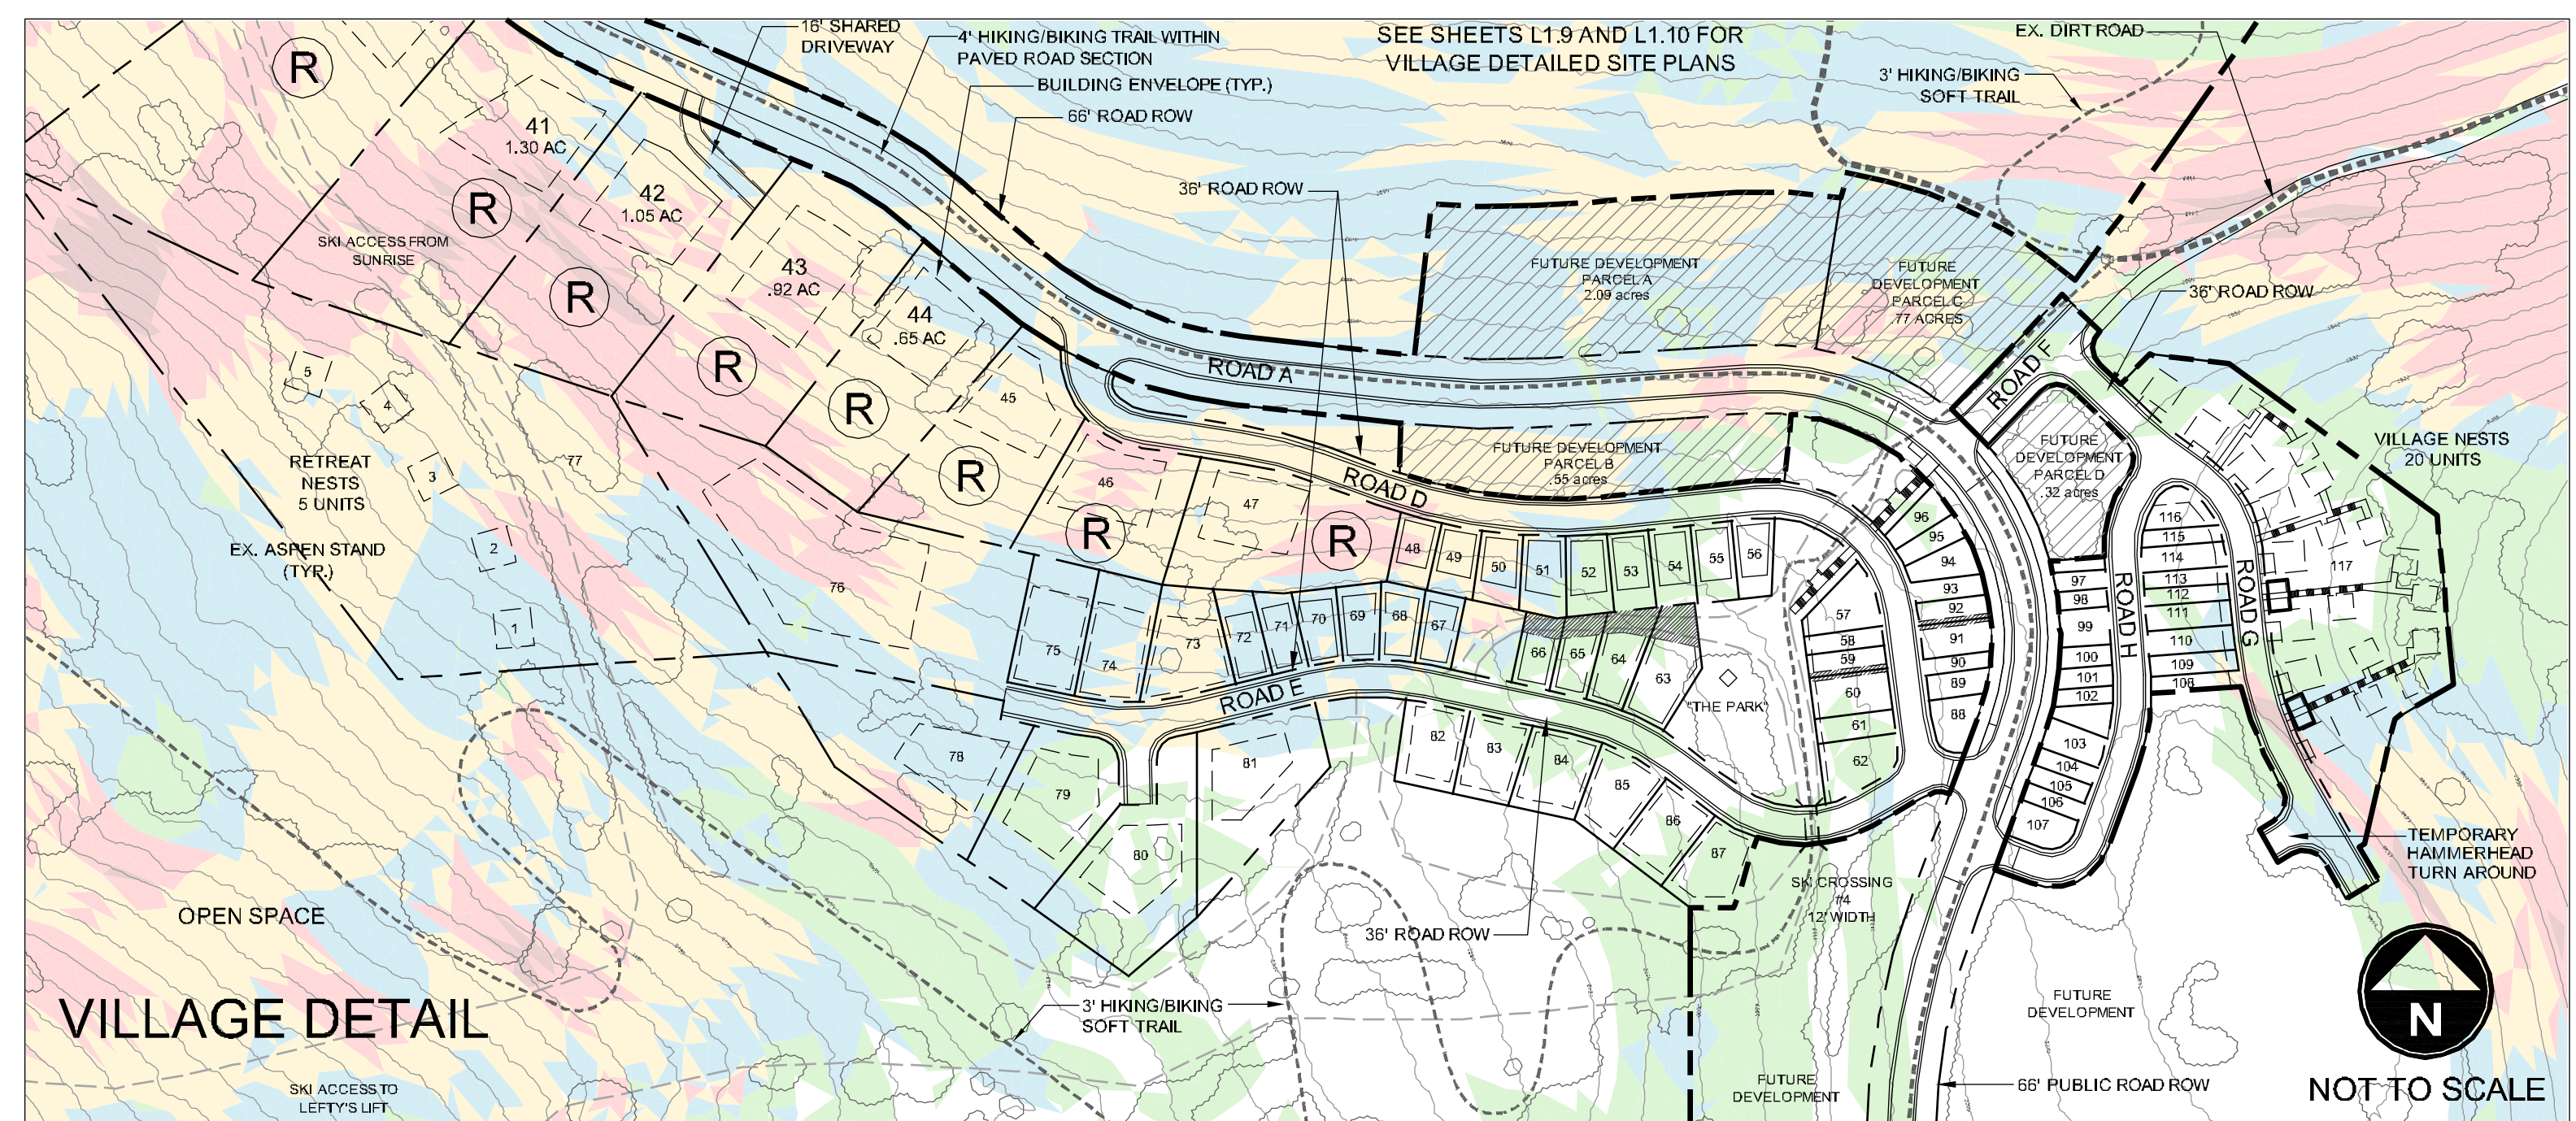 16' SHARED
DRIVEWAY
4' HIKING/BIKING TRAIL WITHIN
PAVED ROAD SECTION
BUILDING ENVELOPE (TYP.)
66' ROAD ROW
SEE SHEETS L1.9 AND L1.10 FOR
VILLAGE DETAILED SITE PLANS
EX. DIRT ROAD
3' HIKING/BIKING
SOFT TRAIL
R
41
1.30 AC
R
42
1.05 AC
36' ROAD ROW
SKI ACCESS FROM
SUNRISE
R
43
.92 AC
44
.65 AC
FUTURE DEVELOPMENT
PARCEL A
2.09 acres
FUTURE
DEVELOPMENT
PARCEL C
.77 ACRES
36' ROAD ROW
R
R
R
45
ROAD A
ROAD F
5
4
3
2
1
77
RETREAT
NESTS
5 UNITS
EX. ASPEN STAND
(TYP.)
46
R
47
R
ROAD D
FUTURE DEVELOPMENT
PARCEL B
.55 acres
FUTURE
DEVELOPMENT
PARCEL D
.32 acres
VILLAGE NESTS
20 UNITS
48
49
50
51
52
53
54
55
56
96
95
94
93
92
91
90
89
88
57
58
59
60
61
62
97
98
99
100
101
102
103
104
105
106
107
ROAD H
116
115
114
113
112
111
110
109
108
ROAD G
117
76
75
74
73
72
71
70
69
68
67
66
65
64
63
"THE PARK"
ROAD E
78
79
80
81
82
83
84
85
86
87
SKI CROSSING
#4
12' WIDTH
TEMPORARY
HAMMERHEAD
TURN AROUND
36' ROAD ROW
OPEN SPACE
VILLAGE DETAIL
3' HIKING/BIKING
SOFT TRAIL
SKI ACCESS TO
LEFTY'S LIFT
FUTURE
DEVELOPMENT
FUTURE
DEVELOPMENT
66' PUBLIC ROAD ROW
N
NOT TO SCALE